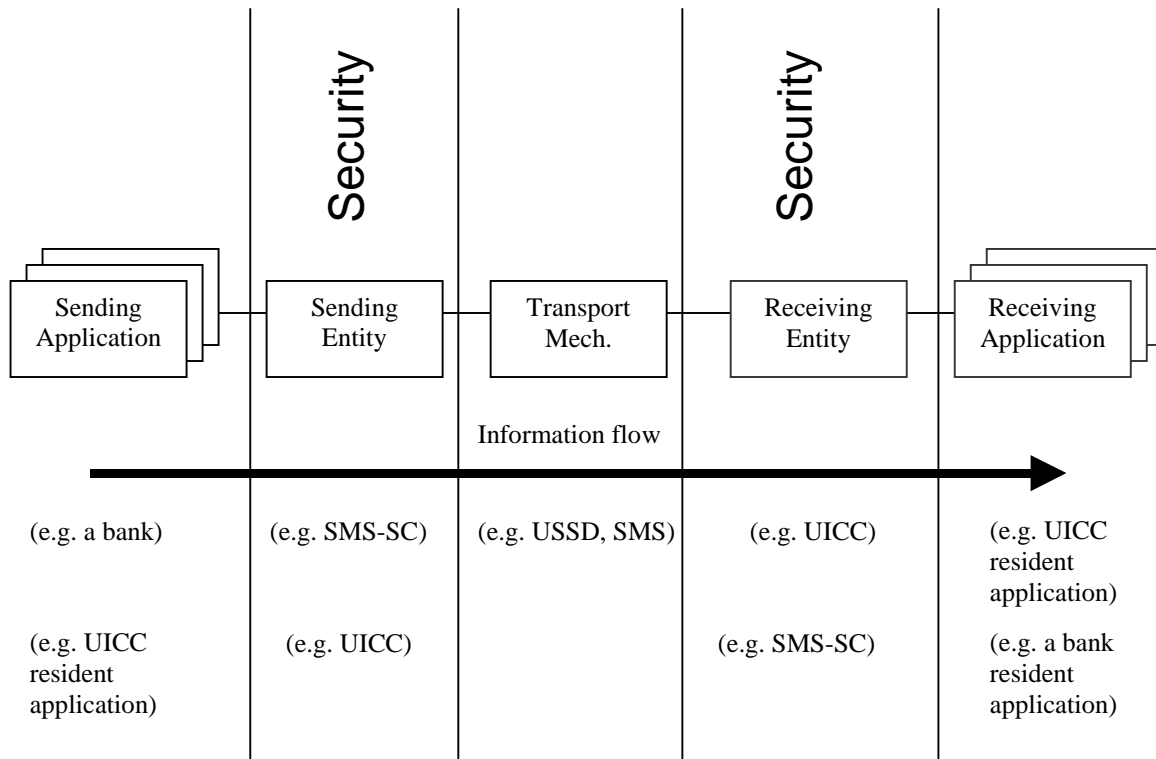 Security
Security
Sending
Application
Sending
Entity
Transport
Mech.
Receiving
Entity
Receiving
Application
Information flow
(e.g. a bank)
(e.g. SMS-SC)
(e.g. USSD, SMS)
(e.g. UICC)
(e.g. UICC
resident
application)
(e.g. UICC
resident
application)
(e.g. UICC)
(e.g. SMS-SC)
(e.g. a bank
resident
application)